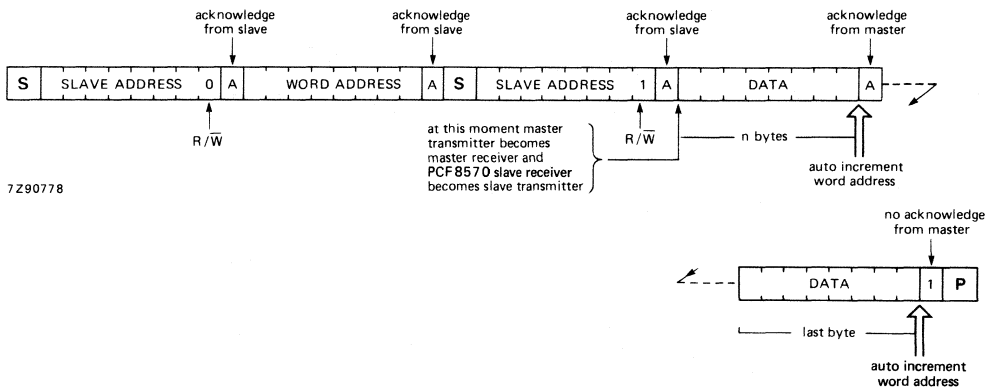 acknowledge
from slave
acknowledge
from slave
acknowledge
from slave
acknowledge
from master
S SLAVE ADDRESS 0 A WORD ADDRESS A S SLAVE ADDRESS 1 A DATA A
R/W̅
at this moment master
transmitter becomes
master receiver and
PCF8570 slave receiver
becomes slave transmitter
R/W̅
n bytes
auto increment
word address
7Z90778
no acknowledge
from master
DATA 1 P
last byte
auto increment
word address